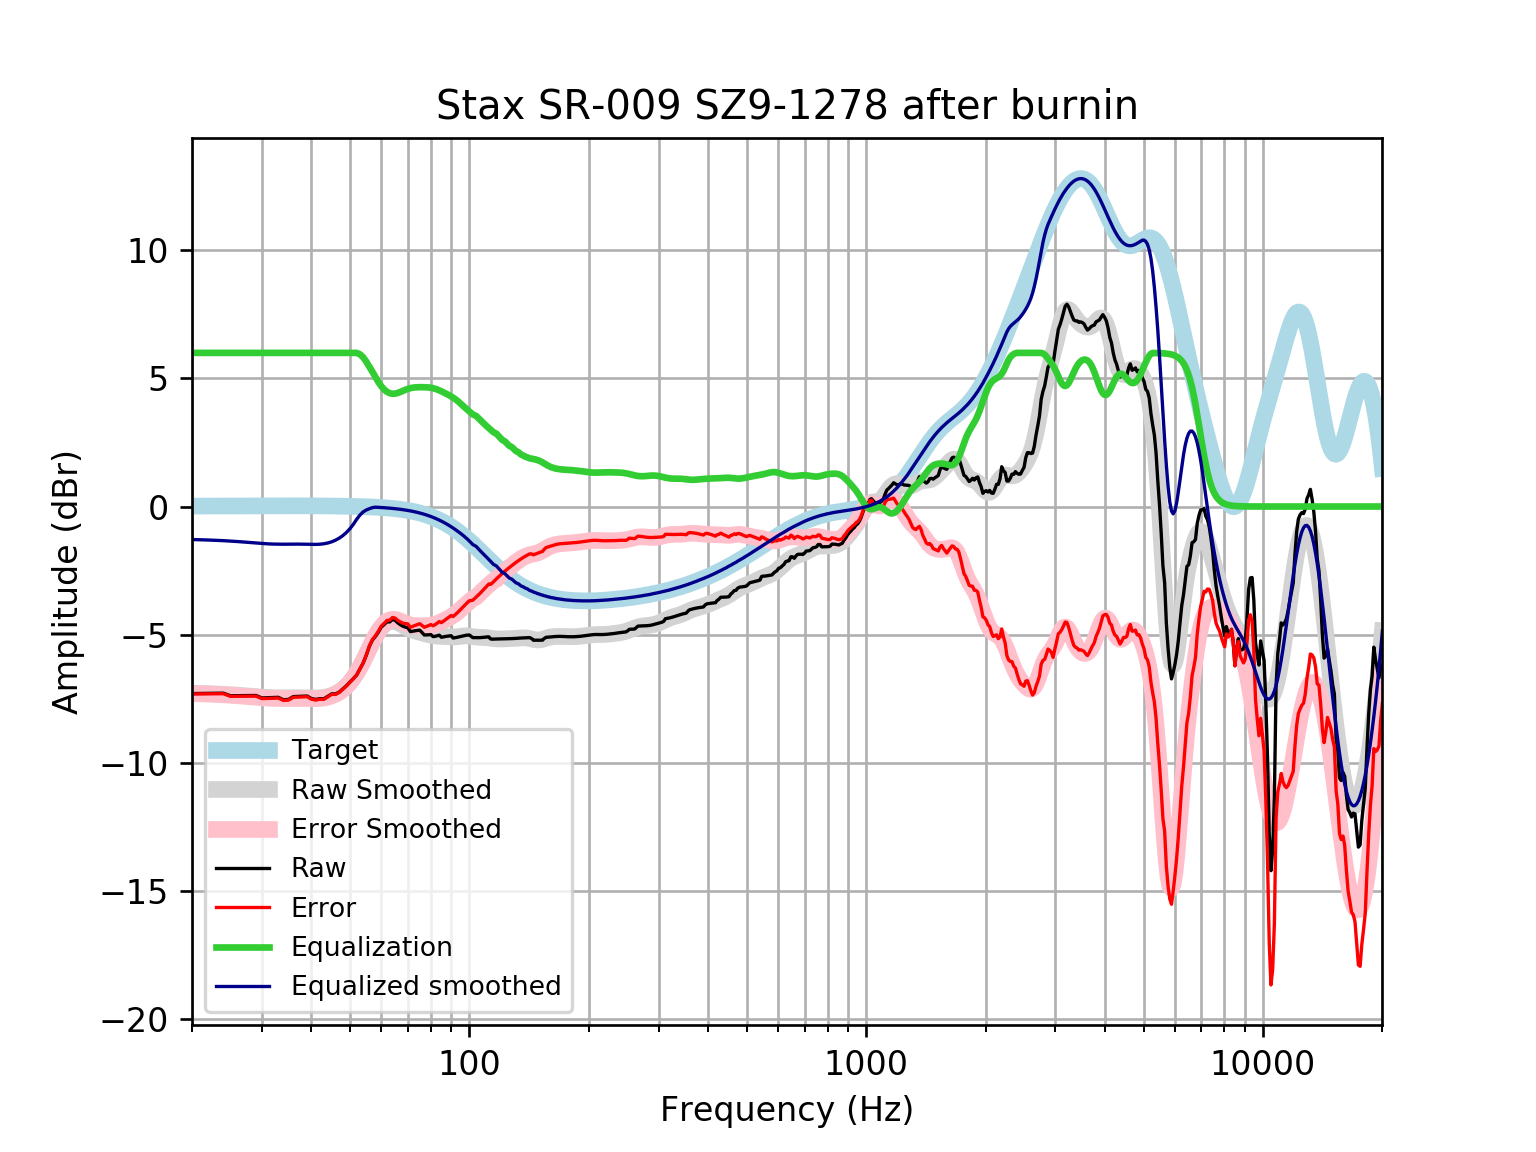 Stax SR-009 SZ9-1278 after burnin
Amplitude (dBr)
10
5
0
−5
−10
−15
−20
Target
Raw Smoothed
Error Smoothed
Raw
Error
Equalization
Equalized smoothed
100
1000
10000
Frequency (Hz)